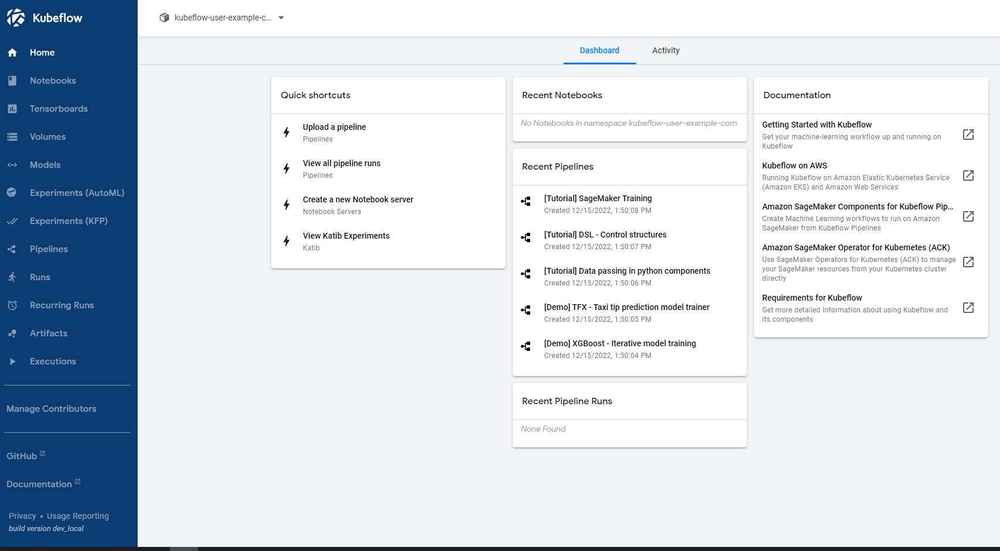 Kubeflow
Home
Notebooks
Tensorboards
Volumes
Models
Experiments (AutoML)
Experiments (KFP)
Pipelines
Runs
Recurring Runs
Artifacts
Executions
Manage Contributors
GitHub
Documentation
Privacy • Usage Reporting
build version dev_local
kubeflow-user-example-c...
Dashboard
Activity
Quick shortcuts
Upload a pipeline
Pipelines
View all pipeline runs
Pipelines
Create a new Notebook server
Notebook Servers
View Katib Experiments
Katib
Recent Notebooks
No Notebooks in namespace kubeflow-user-example-com
Recent Pipelines
[Tutorial] SageMaker Training
Created 12/15/2022, 1:50:08 PM
[Tutorial] DSL - Control structures
Created 12/15/2022, 1:50:07 PM
[Tutorial] Data passing in python components
Created 12/15/2022, 1:50:06 PM
[Demo] TFX - Taxi tip prediction model trainer
Created 12/15/2022, 1:50:05 PM
[Demo] XGBoost - Iterative model training
Created 12/15/2022, 1:50:04 PM
Recent Pipeline Runs
None Found
Documentation
Getting Started with Kubeflow
Get your machine-learning workflow up and running on
Kubeflow
Kubeflow on AWS
Running Kubeflow on Amazon Elastic Kubernetes Service
(Amazon EKS) and Amazon Web Services
Amazon SageMaker Components for Kubeflow Pip...
Create Machine Learning workflows to run on Amazon
SageMaker from Kubeflow Pipelines
Amazon SageMaker Operator for Kubernetes (ACK)
Use SageMaker Operators for Kubernetes (ACK) to manage
your SageMaker resources from your Kubernetes cluster
directly
Requirements for Kubeflow
Get more detailed information about using Kubeflow and
its components